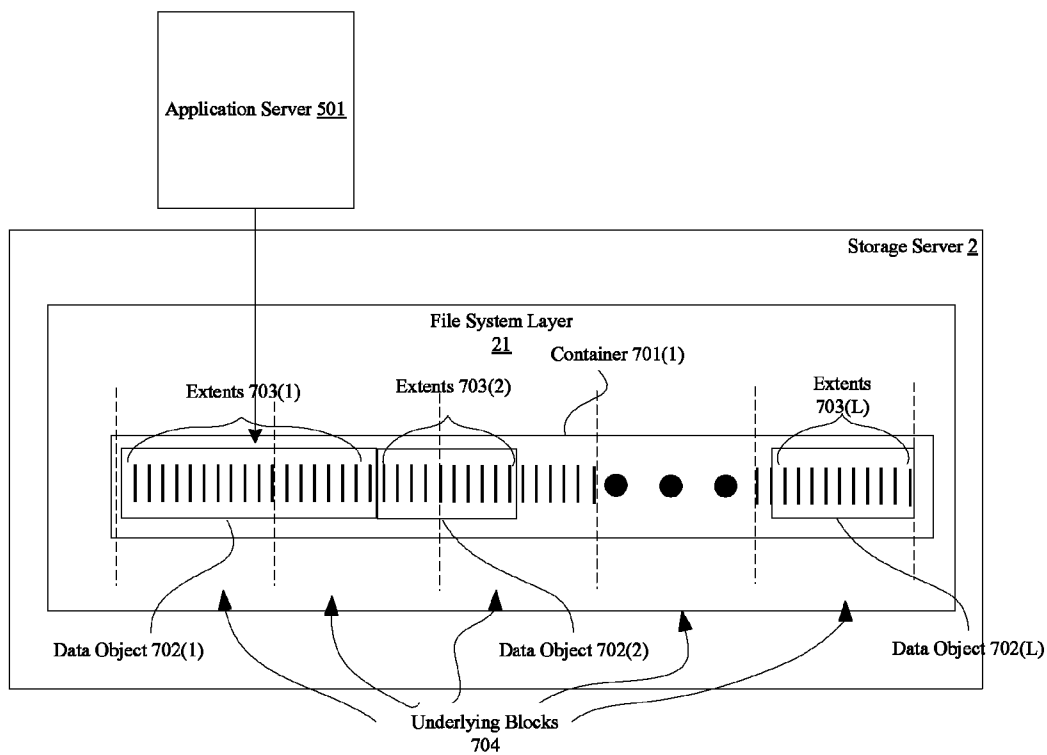 Application Server 501
Storage Server 2
File System Layer
21
Container 701(1)
Extents 703(1)
Extents 703(2)
Extents
703(L)
Data Object 702(1)
Data Object 702(2)
Data Object 702(L)
Underlying Blocks
704